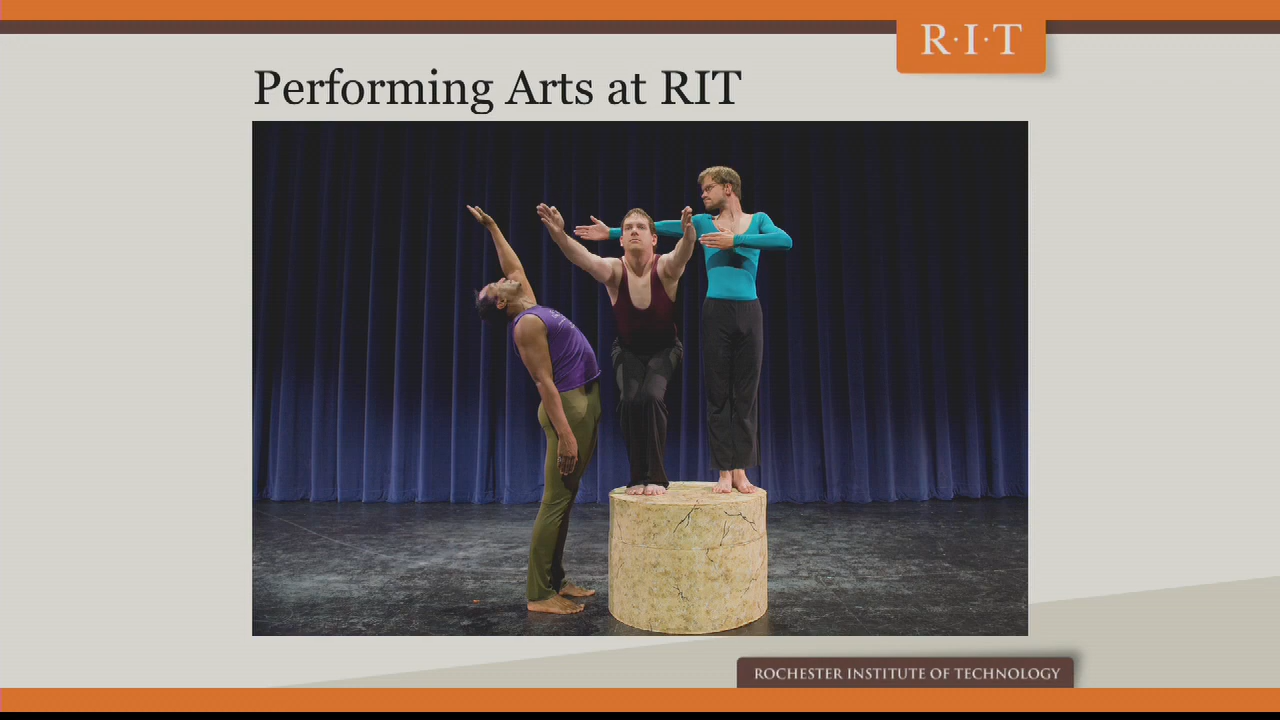 R·I·T
Performing Arts at RIT
ROCHESTER INSTITUTE OF TECHNOLOGY